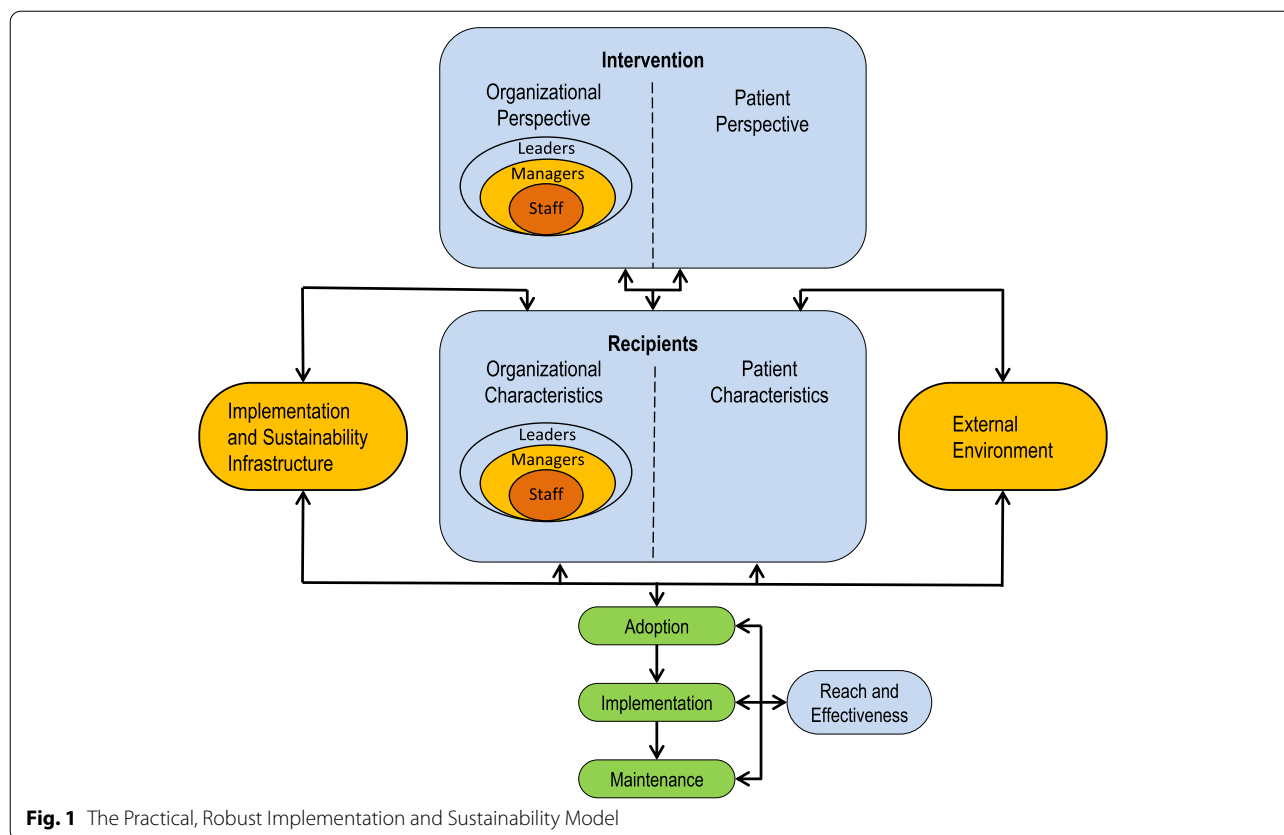 Intervention
Organizational
Perspective
Patient
Perspective
Leaders
Managers
Staff
Recipients
Organizational
Characteristics
Patient
Characteristics
Leaders
Managers
Staff
Implementation
and Sustainability
Infrastructure
External
Environment
Adoption
Implementation
Reach and
Effectiveness
Maintenance
Fig. 1 The Practical, Robust Implementation and Sustainability Model